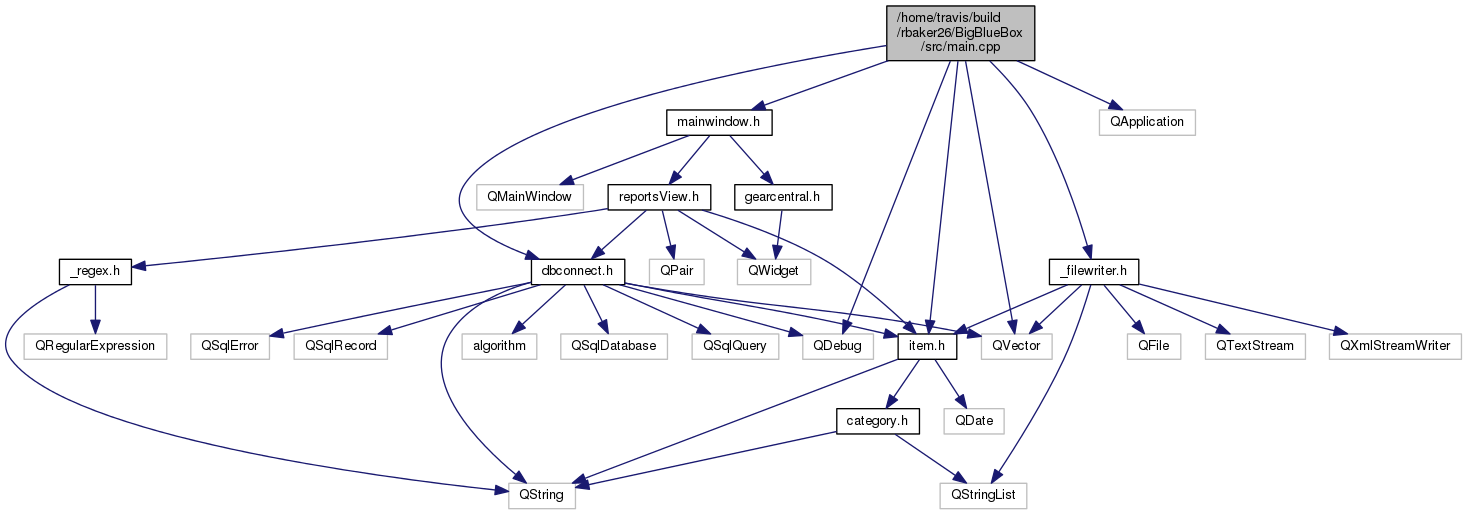 /home/travis/build
/rbaker26/BigBlueBox
/src/main.cpp
mainwindow.h
QApplication
QMainWindow
reportsView.h
gearcentral.h
_regex.h
dbconnect.h
QPair
QWidget
_filewriter.h
QRegularExpression
QSqlError
QSqlRecord
algorithm
QSqlDatabase
QSqlQuery
QDebug
item.h
QVector
QFile
QTextStream
QXmlStreamWriter
category.h
QDate
QString
QStringList